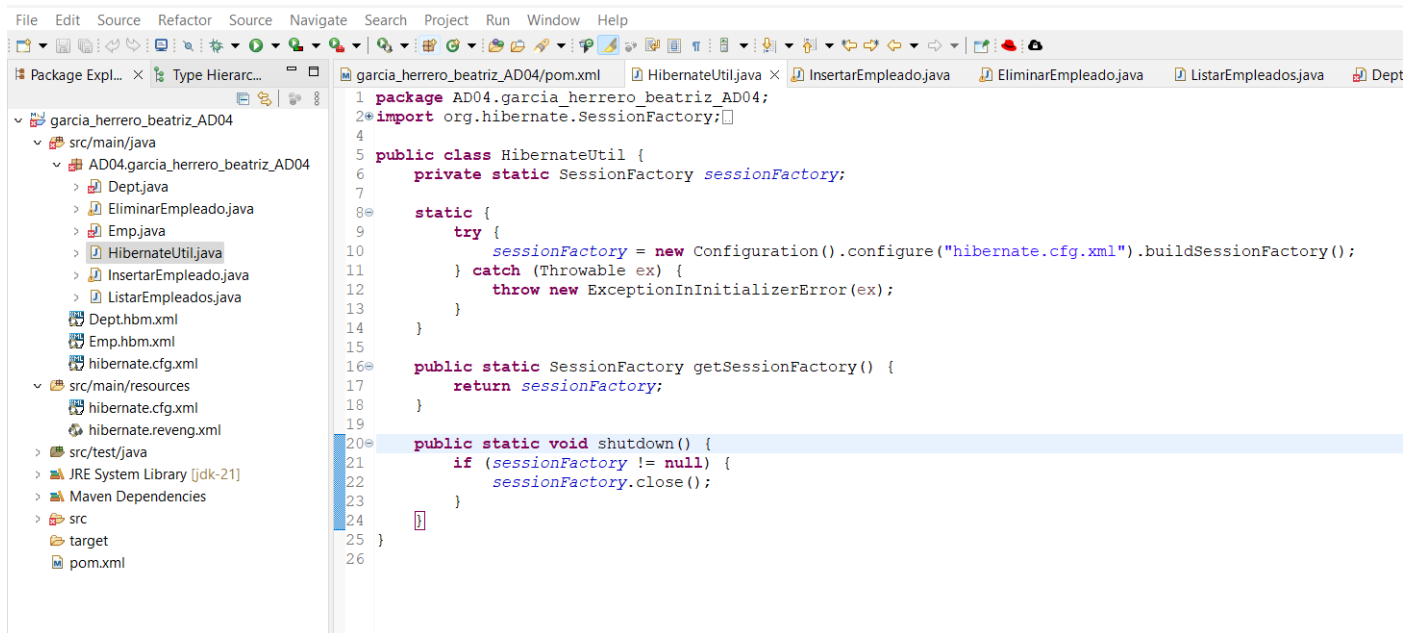 File Edit Source Refactor Source Navigate Search Project Run Window Help
Package Expl... Type Hierarc...
garcia_herrero_beatriz_AD04
src/main/java
AD04.garcia_herrero_beatriz_AD04
Dept.java
EliminarEmpleado.java
Emp.java
HibernateUtil.java
InsertarEmpleado.java
ListarEmpleados.java
Dept.hbm.xml
Emp.hbm.xml
hibernate.cfg.xml
src/main/resources
hibernate.cfg.xml
hibernate.reveng.xml
src/test/java
JRE System Library [jdk-21]
Maven Dependencies
src
target
pom.xml
garcia_herrero_beatriz_AD04/pom.xml HibernateUtil.java InsertarEmpleado.java EliminarEmpleado.java ListarEmpleados.java Dept
1 package AD04.garcia_herrero_beatriz_AD04;
2 import org.hibernate.SessionFactory;
4
5 public class HibernateUtil {
6 private static SessionFactory sessionFactory;
7
8 static {
9 try {
10 sessionFactory = new Configuration().configure("hibernate.cfg.xml").buildSessionFactory();
11 } catch (Throwable ex) {
12 throw new ExceptionInInitializerError(ex);
13 }
14 }
15
16 public static SessionFactory getSessionFactory() {
17 return sessionFactory;
18 }
19
20 public static void shutdown() {
21 if (sessionFactory != null) {
22 sessionFactory.close();
23 }
24 }
25 }
26